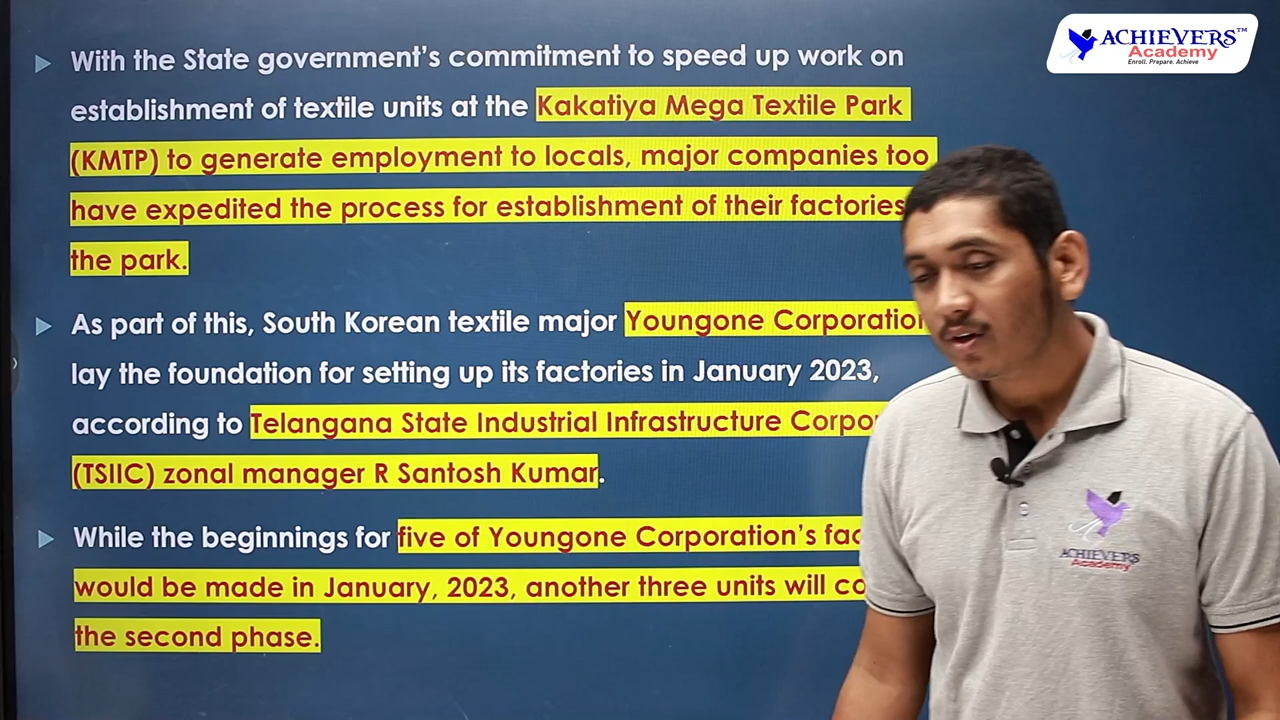 With the State government's commitment to speed up work on
establishment of textile units at the Kakatiya Mega Textile Park
(KMTP) to generate employment to locals, major companies too
have expedited the process for establishment of their factories
the park.
As part of this, South Korean textile major Youngone
lay the foundation for setting up its factories in January 2023,
according to Telangana State Industrial Infrastructure
(TSIIC) zonal manager R Santosh Kumar.
While the beginnings for five of Youngone Corporation's
would be made in January, 2023, another three units will
the second phase.
ACHIEVERS™
Academy
Enroll. Prepare. Achieve
ACHIEVERS
Academy